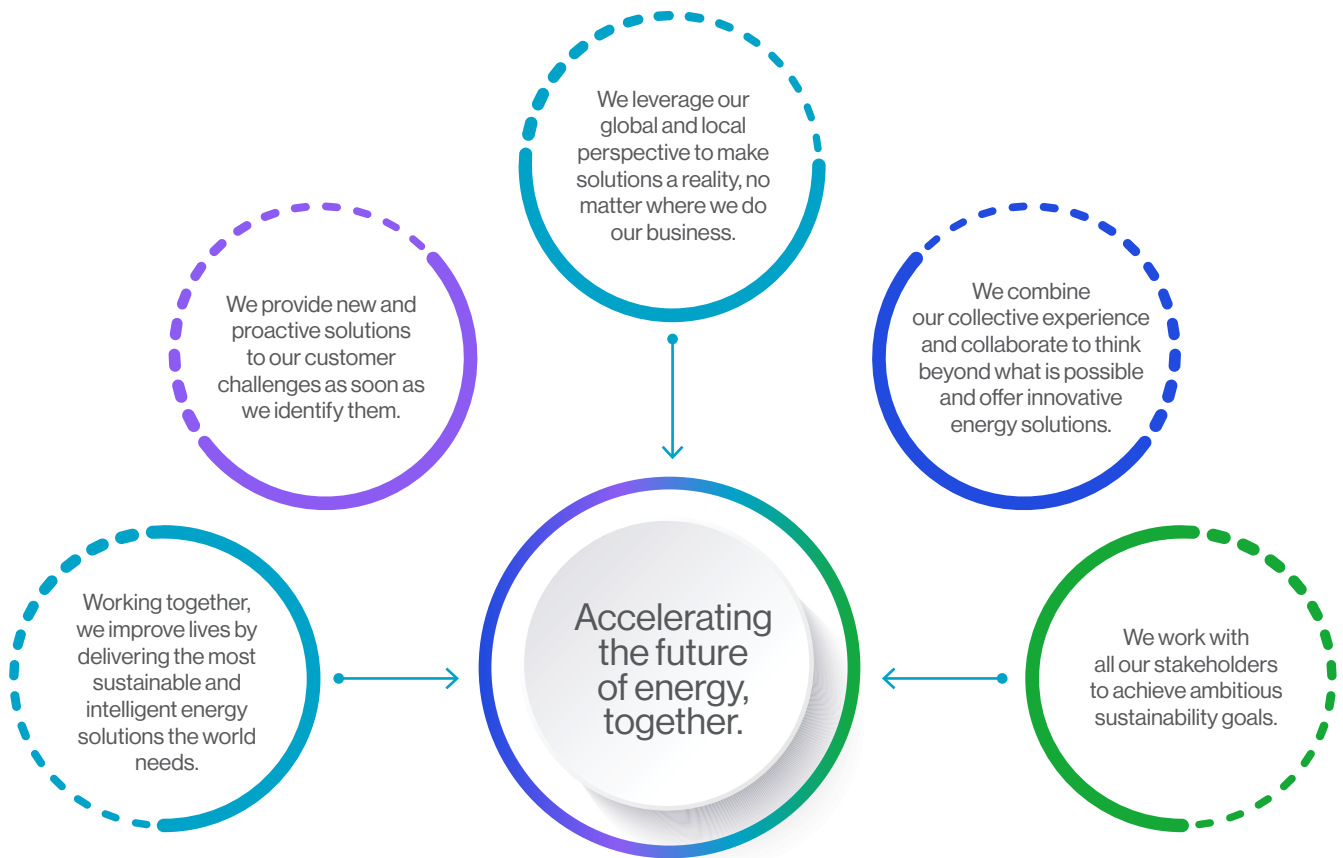 We leverage our
global and local
perspective to make
solutions a reality, no
matter where we do
our business.
We provide new and
proactive solutions
to our customer
challenges as soon as
we identify them.
We combine
our collective experience
and collaborate to think
beyond what is possible
and offer innovative
energy solutions.
Working together,
we improve lives by
delivering the most
sustainable and
intelligent energy
solutions the world
needs.
Accelerating
the future
of energy,
together.
We work with
all our stakeholders
to achieve ambitious
sustainability goals.